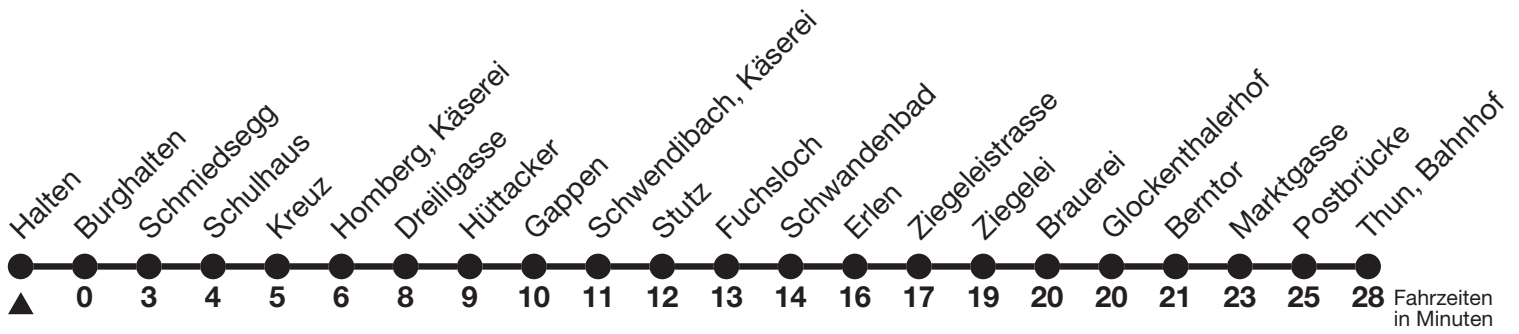 Halten
Burghalten
Schmiedsegg
Schulhaus
Kreuz
Homberg, Käserei
Dreiligasse
Hüttacker
Gappen
Schwendibach, Käserei
Stutz
Fuchsloch
Schwandenbad
Erlen
Ziegeleistrasse
Ziegelei
Brauerei
Glockenthalerhof
Berntor
Marktgasse
Postbrücke
Thun, Bahnhof
0 3 4 5 6 8 9 10 11 12 13 14 16 17 19 20 20 21 23 25 28 Fahrzeiten
in Minuten